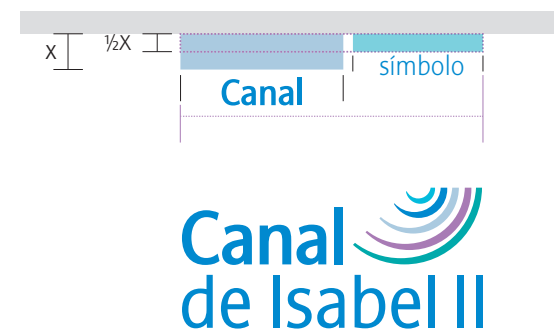 X
½X
símbolo
Canal
Canal
de Isabel II